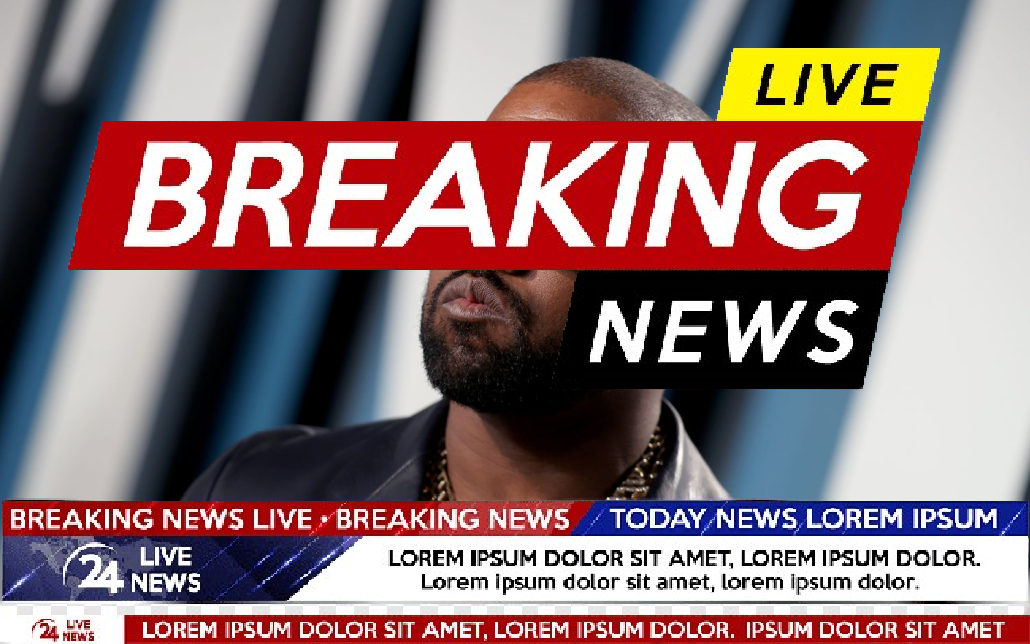 LIVE
BREAKING
NEWS
BREAKING NEWS LIVE • BREAKING NEWS
TODAY NEWS LOREM IPSUM
24 LIVE NEWS
LOREM IPSUM DOLOR SIT AMET, LOREM IPSUM DOLOR.
Lorem ipsum dolor sit amet, lorem ipsum dolor.
24 LIVE NEWS
LOREM IPSUM DOLOR SIT AMET, LOREM IPSUM DOLOR. IPSUM DOLOR SIT AMET